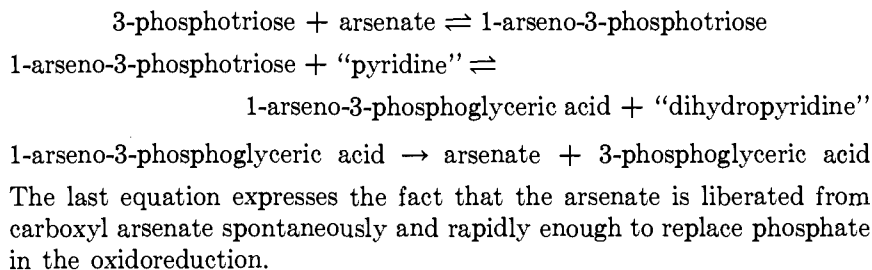 3-phosphotriose + arsenate ⇌ 1-arseno-3-phosphotriose
1-arseno-3-phosphotriose + “pyridine” ⇌
1-arseno-3-phosphoglyceric acid + “dihydropyridine”
1-arseno-3-phosphoglyceric acid → arsenate + 3-phosphoglyceric acid
The last equation expresses the fact that the arsenate is liberated from
carboxyl arsenate spontaneously and rapidly enough to replace phosphate
in the oxidoreduction.